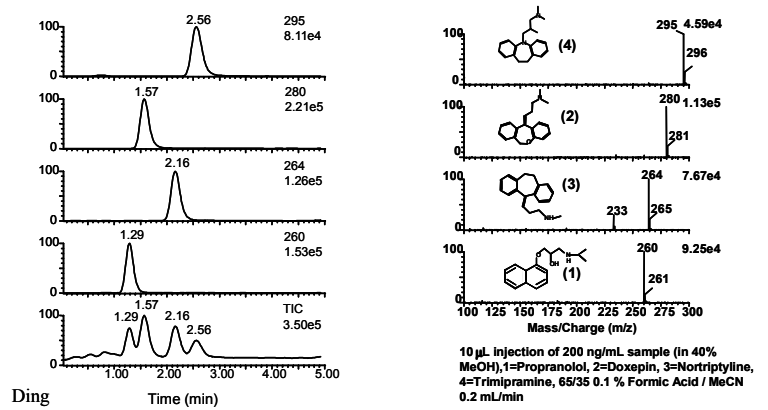 100
0
2.56
295
8.11e4
100
0
1.57
280
2.21e5
100
0
2.16
264
1.26e5
100
0
1.29
260
1.53e5
100
0
1.29
1.57
2.16
2.56
TIC
3.50e5
1.00 2.00 3.00 4.00 5.00
Time (min)
Ding
100
0
(4)
295 4.59e4
296
100
0
(2)
280 1.13e5
281
100
0
NH
(3)
233
264
265
7.67e4
100
0
O
OH
N
H
(1)
260
261
9.25e4
100 125 150 175 200 225 250 275 300
Mass/Charge (m/z)
10 µL injection of 200 ng/mL sample (in 40%
MeOH),1=Propranolol, 2=Doxepin, 3=Nortriptyline,
4=Trimipramine, 65/35 0.1 % Formic Acid / MeCN
0.2 mL/min